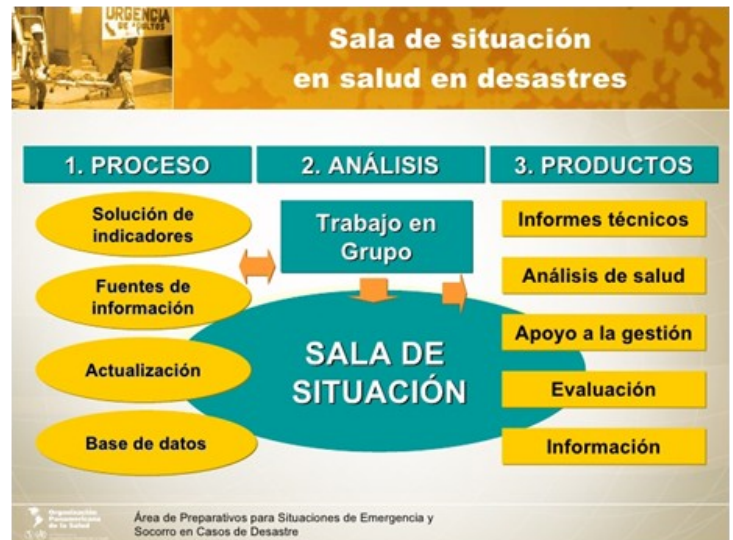 URGENCIA
DE ADULTOS
Sala de situación
en salud en desastres
1. PROCESO
2. ANÁLISIS
3. PRODUCTOS
Solución de
indicadores
Fuentes de
información
Actualización
Base de datos
Trabajo en
Grupo
SALA DE
SITUACIÓN
Informes técnicos
Análisis de salud
Apoyo a la gestión
Evaluación
Información
Organización
Panamericana
de la Salud
Área de Preparativos para Situaciones de Emergencia y
Socorro en Casos de Desastre